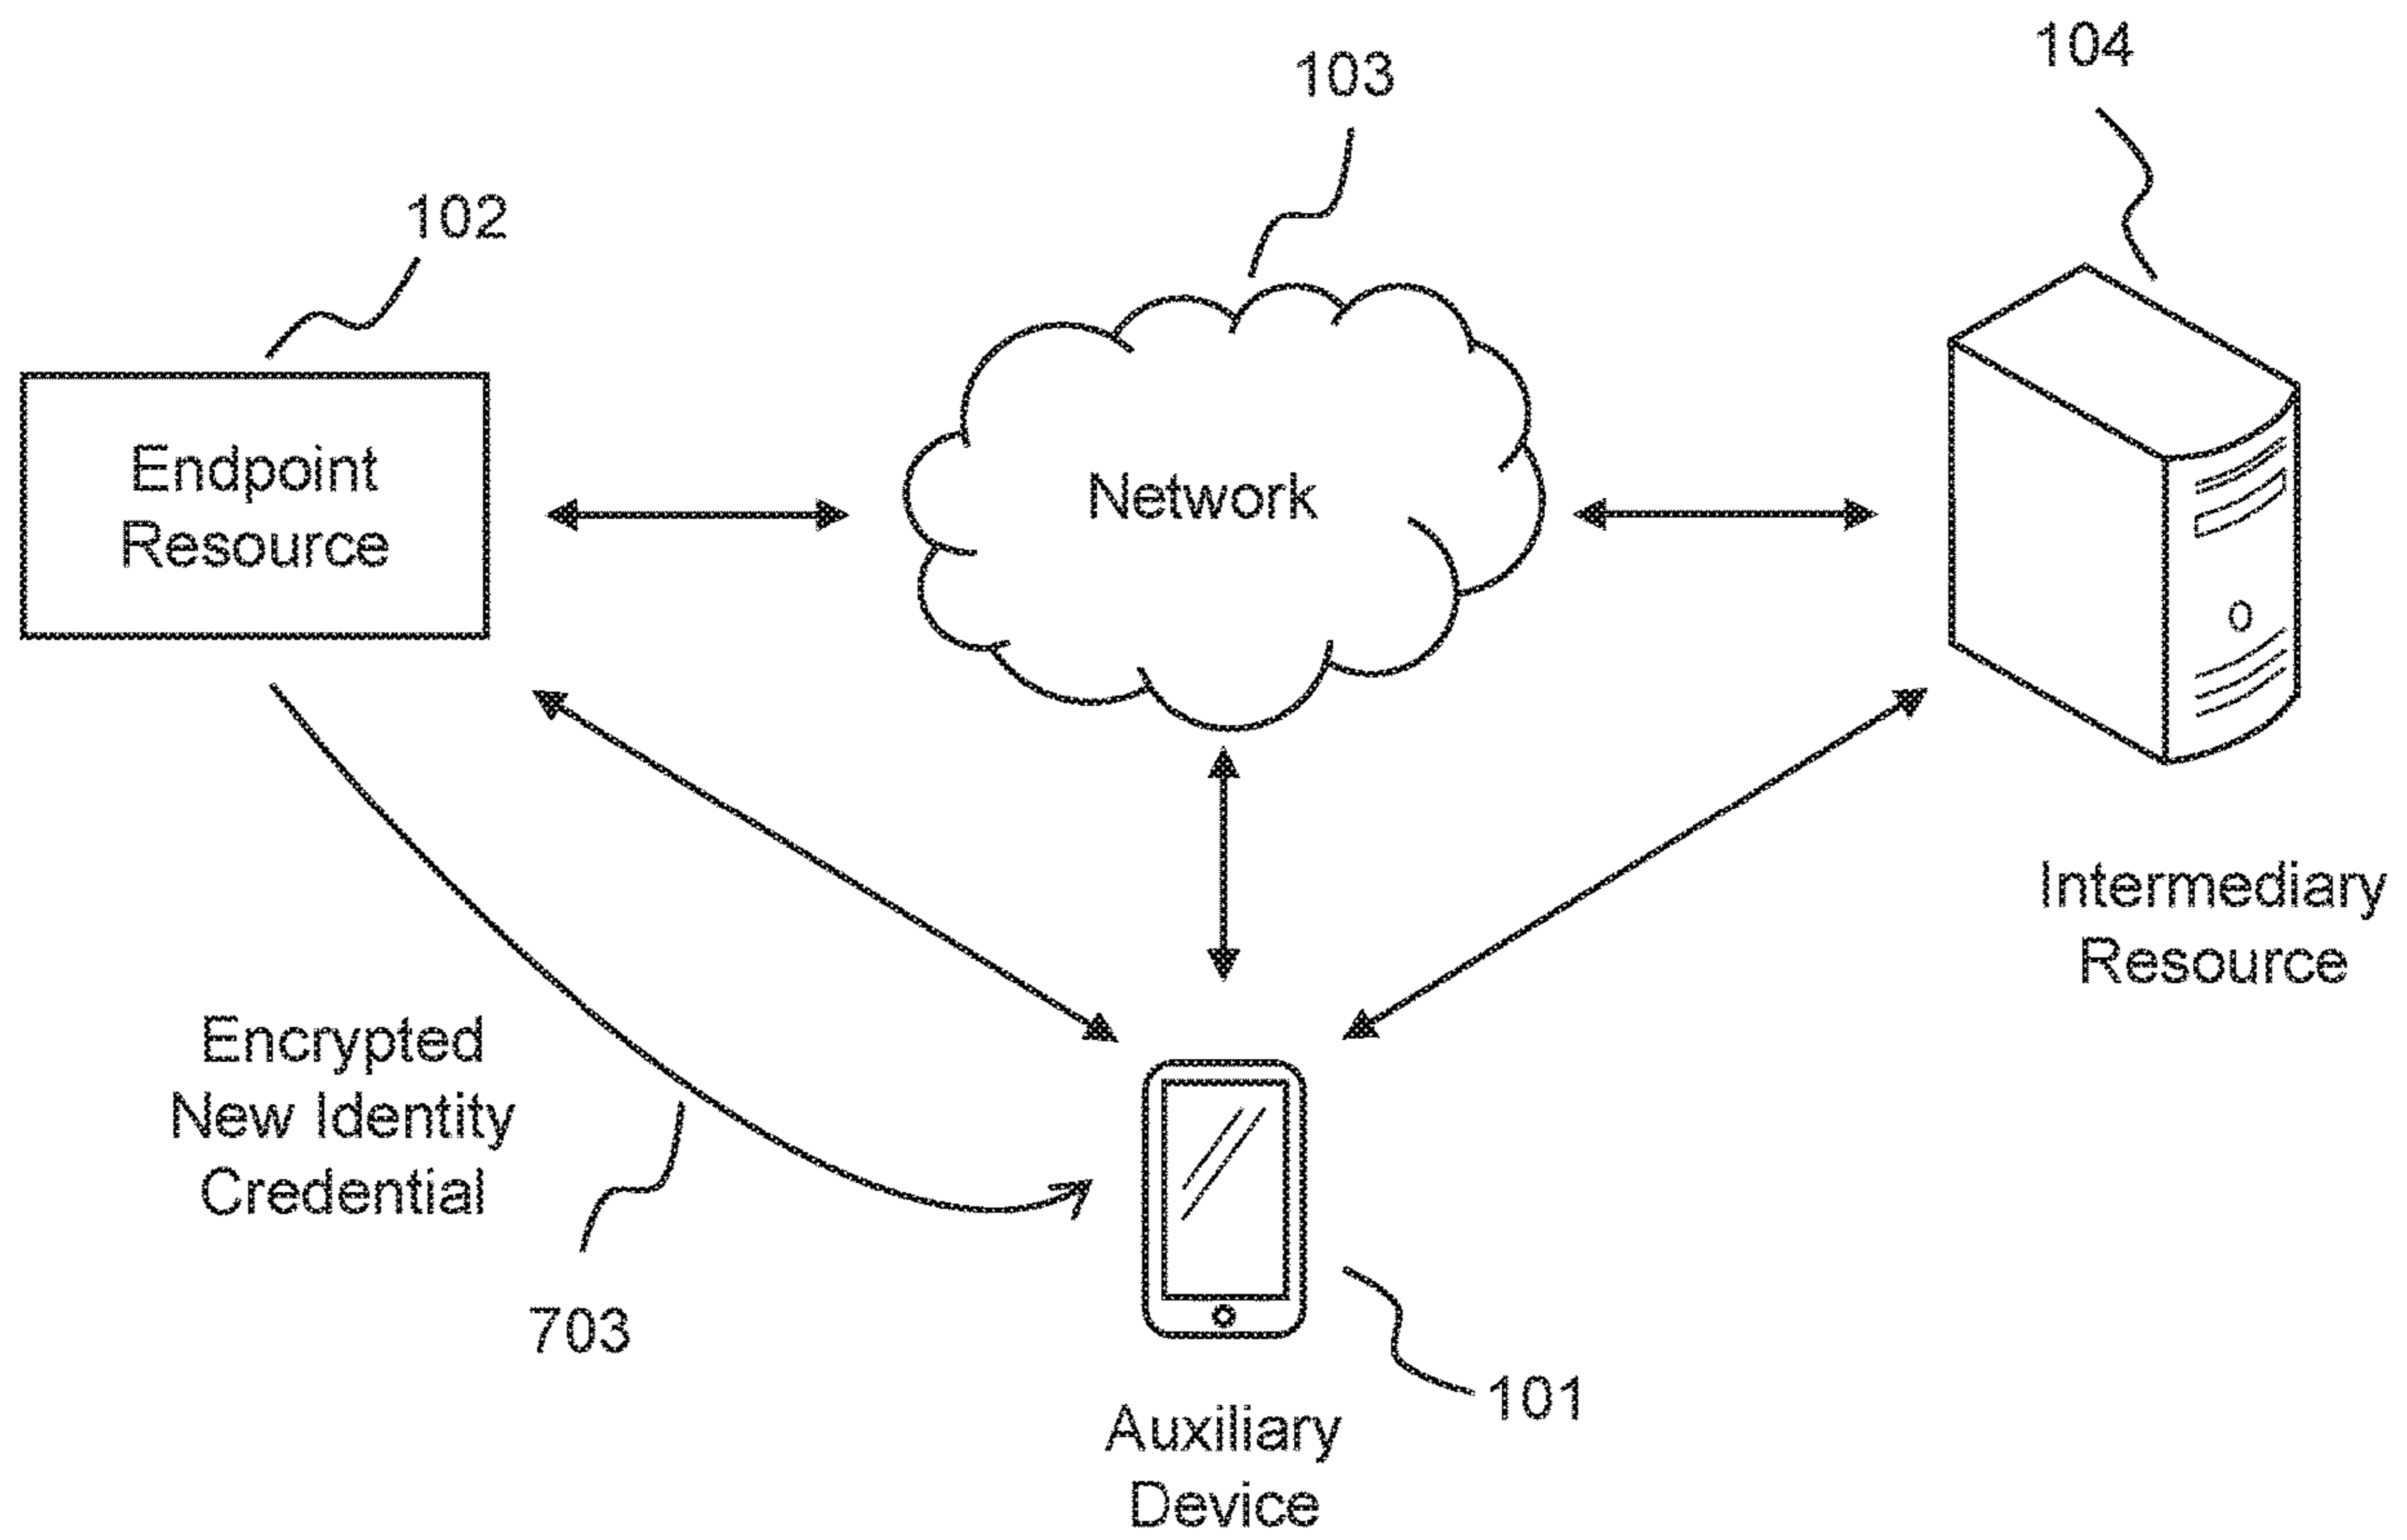 104
103
102
Endpoint
Resource
Network
Intermediary
Resource
Encrypted
New Identity
Credential
703
101
Auxiliary
Device